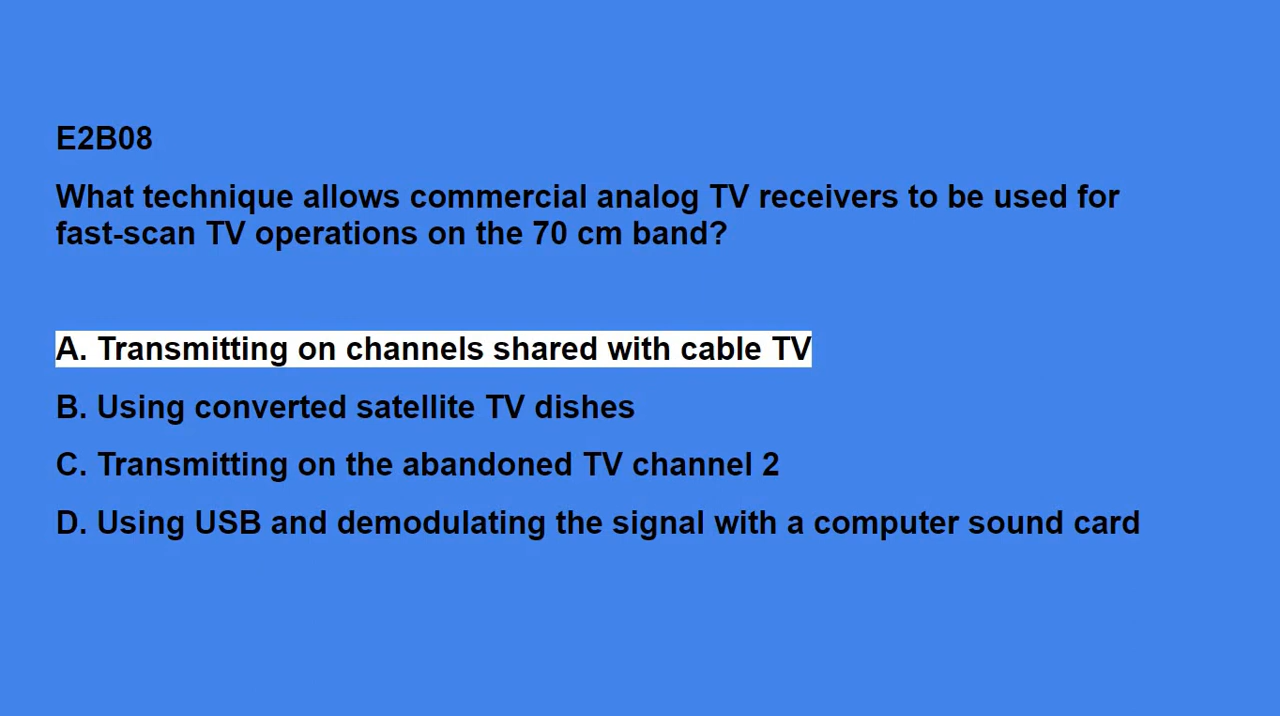 E2B08
What technique allows commercial analog TV receivers to be used for
fast-scan TV operations on the 70 cm band?
A. Transmitting on channels shared with cable TV
B. Using converted satellite TV dishes
C. Transmitting on the abandoned TV channel 2
D. Using USB and demodulating the signal with a computer sound card